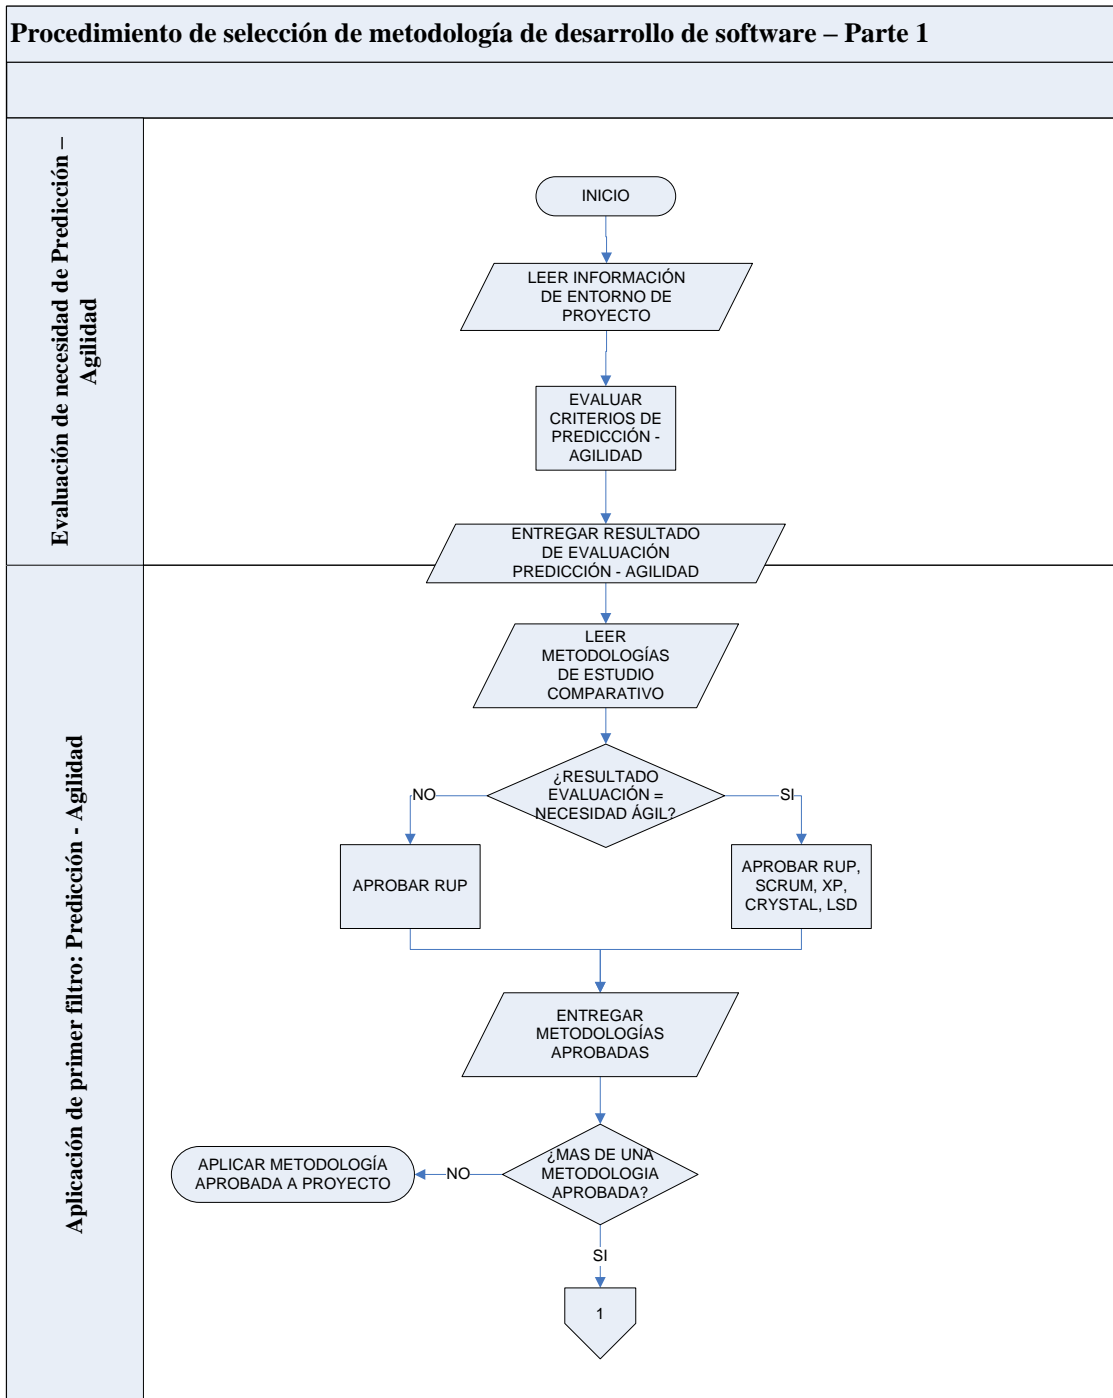 Procedimiento de selección de metodología de desarrollo de software – Parte 1
Evaluación de necesidad de Predicción –
Agilidad
INICIO
LEER INFORMACIÓN
DE ENTORNO DE
PROYECTO
EVALUAR
CRITERIOS DE
PREDICCIÓN -
AGILIDAD
ENTREGAR RESULTADO
DE EVALUACIÓN
PREDICCIÓN - AGILIDAD
Aplicación de primer filtro: Predicción - Agilidad
LEER
METODOLOGÍAS
DE ESTUDIO
COMPARATIVO
¿RESULTADO
EVALUACIÓN =
NECESIDAD ÁGIL?
NO
SI
APROBAR RUP
APROBAR RUP,
SCRUM, XP,
CRYSTAL, LSD
ENTREGAR
METODOLOGÍAS
APROBADAS
¿MAS DE UNA
METODOLOGIA
APROBADA?
NO
APLICAR METODOLOGÍA
APROBADA A PROYECTO
SI
1